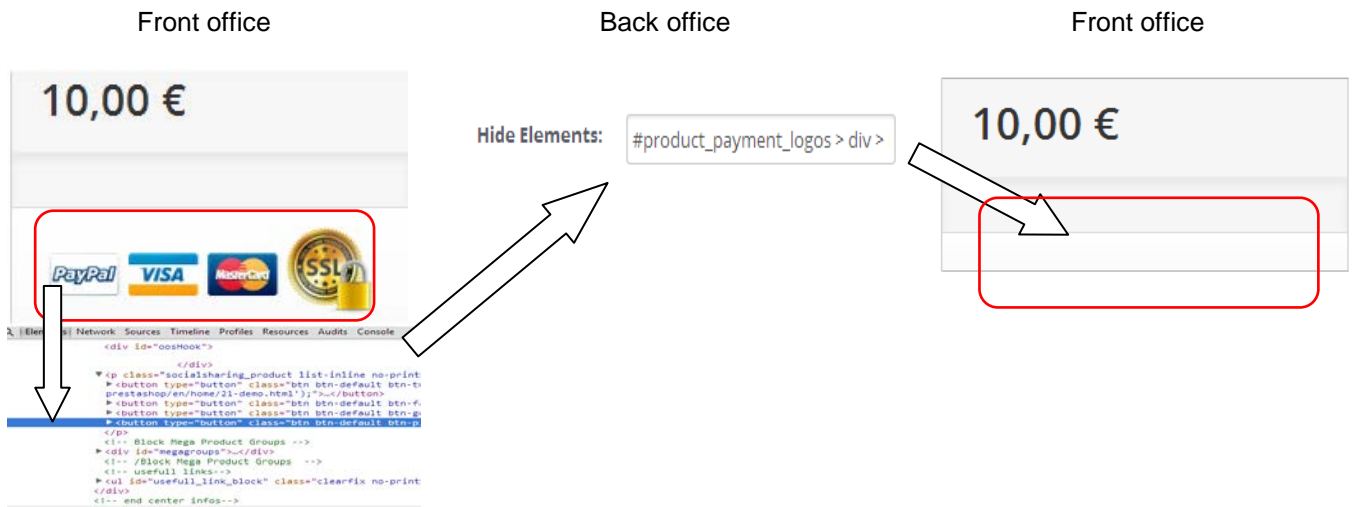 Front office
Back office
Front office
10,00 €
PayPal VISA MasterCard SSL
Elements Network Sources Timeline Profiles Resources Audits Console
<div id="oosHook">
</div>
▼<p class="socialsharing_product list-inline no-print
▶<button type="button" class="btn btn-default btn-t
prestashop/en/home/21-demo.html');">…</button>
▶<button type="button" class="btn btn-default btn-f
▶<button type="button" class="btn btn-default btn-g
▶<button type="button" class="btn btn-default btn-p
</p>
<!-- Block Mega Product Groups -->
▶<div id="megagroups">…</div>
<!-- /Block Mega Product Groups -->
<!-- usefull links-->
▶<ul id="usefull_link_block" class="clearfix no-print
</div>
<!-- end center infos-->
Hide Elements: #product_payment_logos > div >
10,00 €